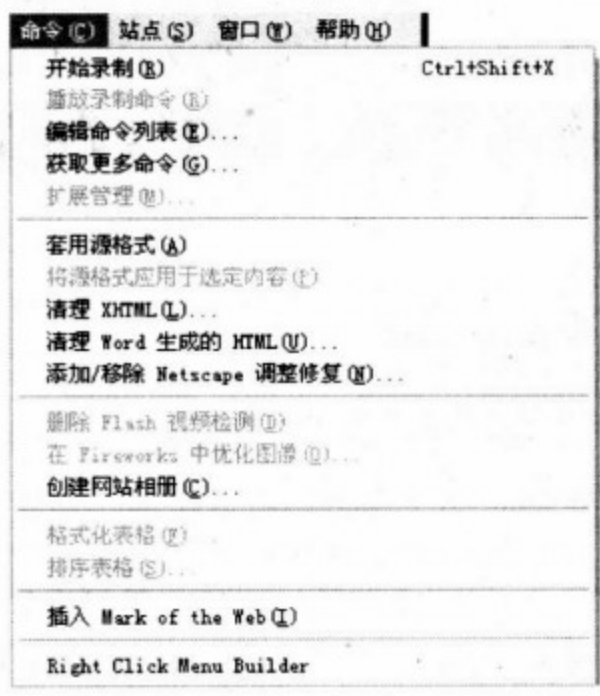 命令(C) 站点(S) 窗口(W) 帮助(H)
开始录制(R) Ctrl+Shift+X
播放录制命令(R)
编辑命令列表(E)...
获取更多命令(G)...
扩展管理(M)...
套用源格式(A)
将源格式应用于选定内容(P)
清理 XHTML(L)...
清理 Word 生成的 HTML(U)...
添加/移除 Netscape 调整修复(N)...
删除 Flash 视频检测(D)
在 Fireworks 中优化图像(O)...
创建网站相册(C)...
格式化表格(F)...
排序表格(S)...
插入 Mark of the Web(I)
Right Click Menu Builder